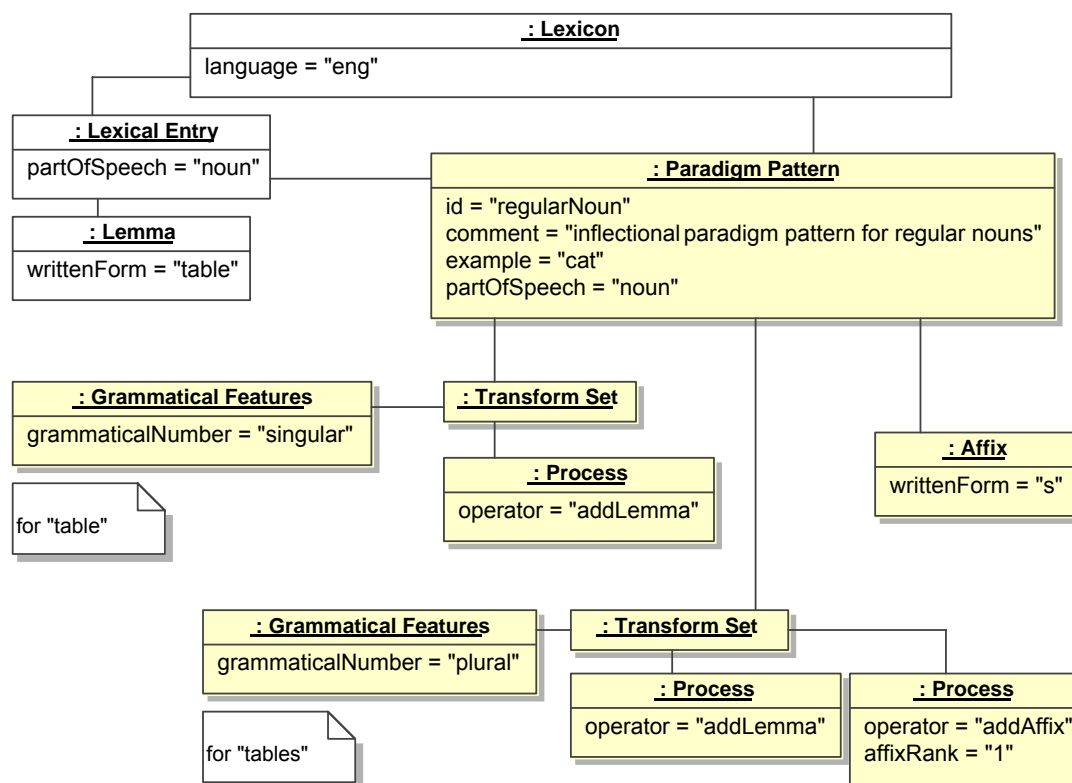 : Lexicon
language = "eng"
: Lexical Entry
partOfSpeech = "noun"
: Lemma
writtenForm = "table"
: Paradigm Pattern
id = "regularNoun"
comment = "inflectional paradigm pattern for regular nouns"
example = "cat"
partOfSpeech = "noun"
: Grammatical Features
grammaticalNumber = "singular"
for "table"
: Transform Set
: Process
operator = "addLemma"
: Affix
writtenForm = "s"
: Grammatical Features
grammaticalNumber = "plural"
for "tables"
: Transform Set
: Process
operator = "addLemma"
: Process
operator = "addAffix"
affixRank = "1"